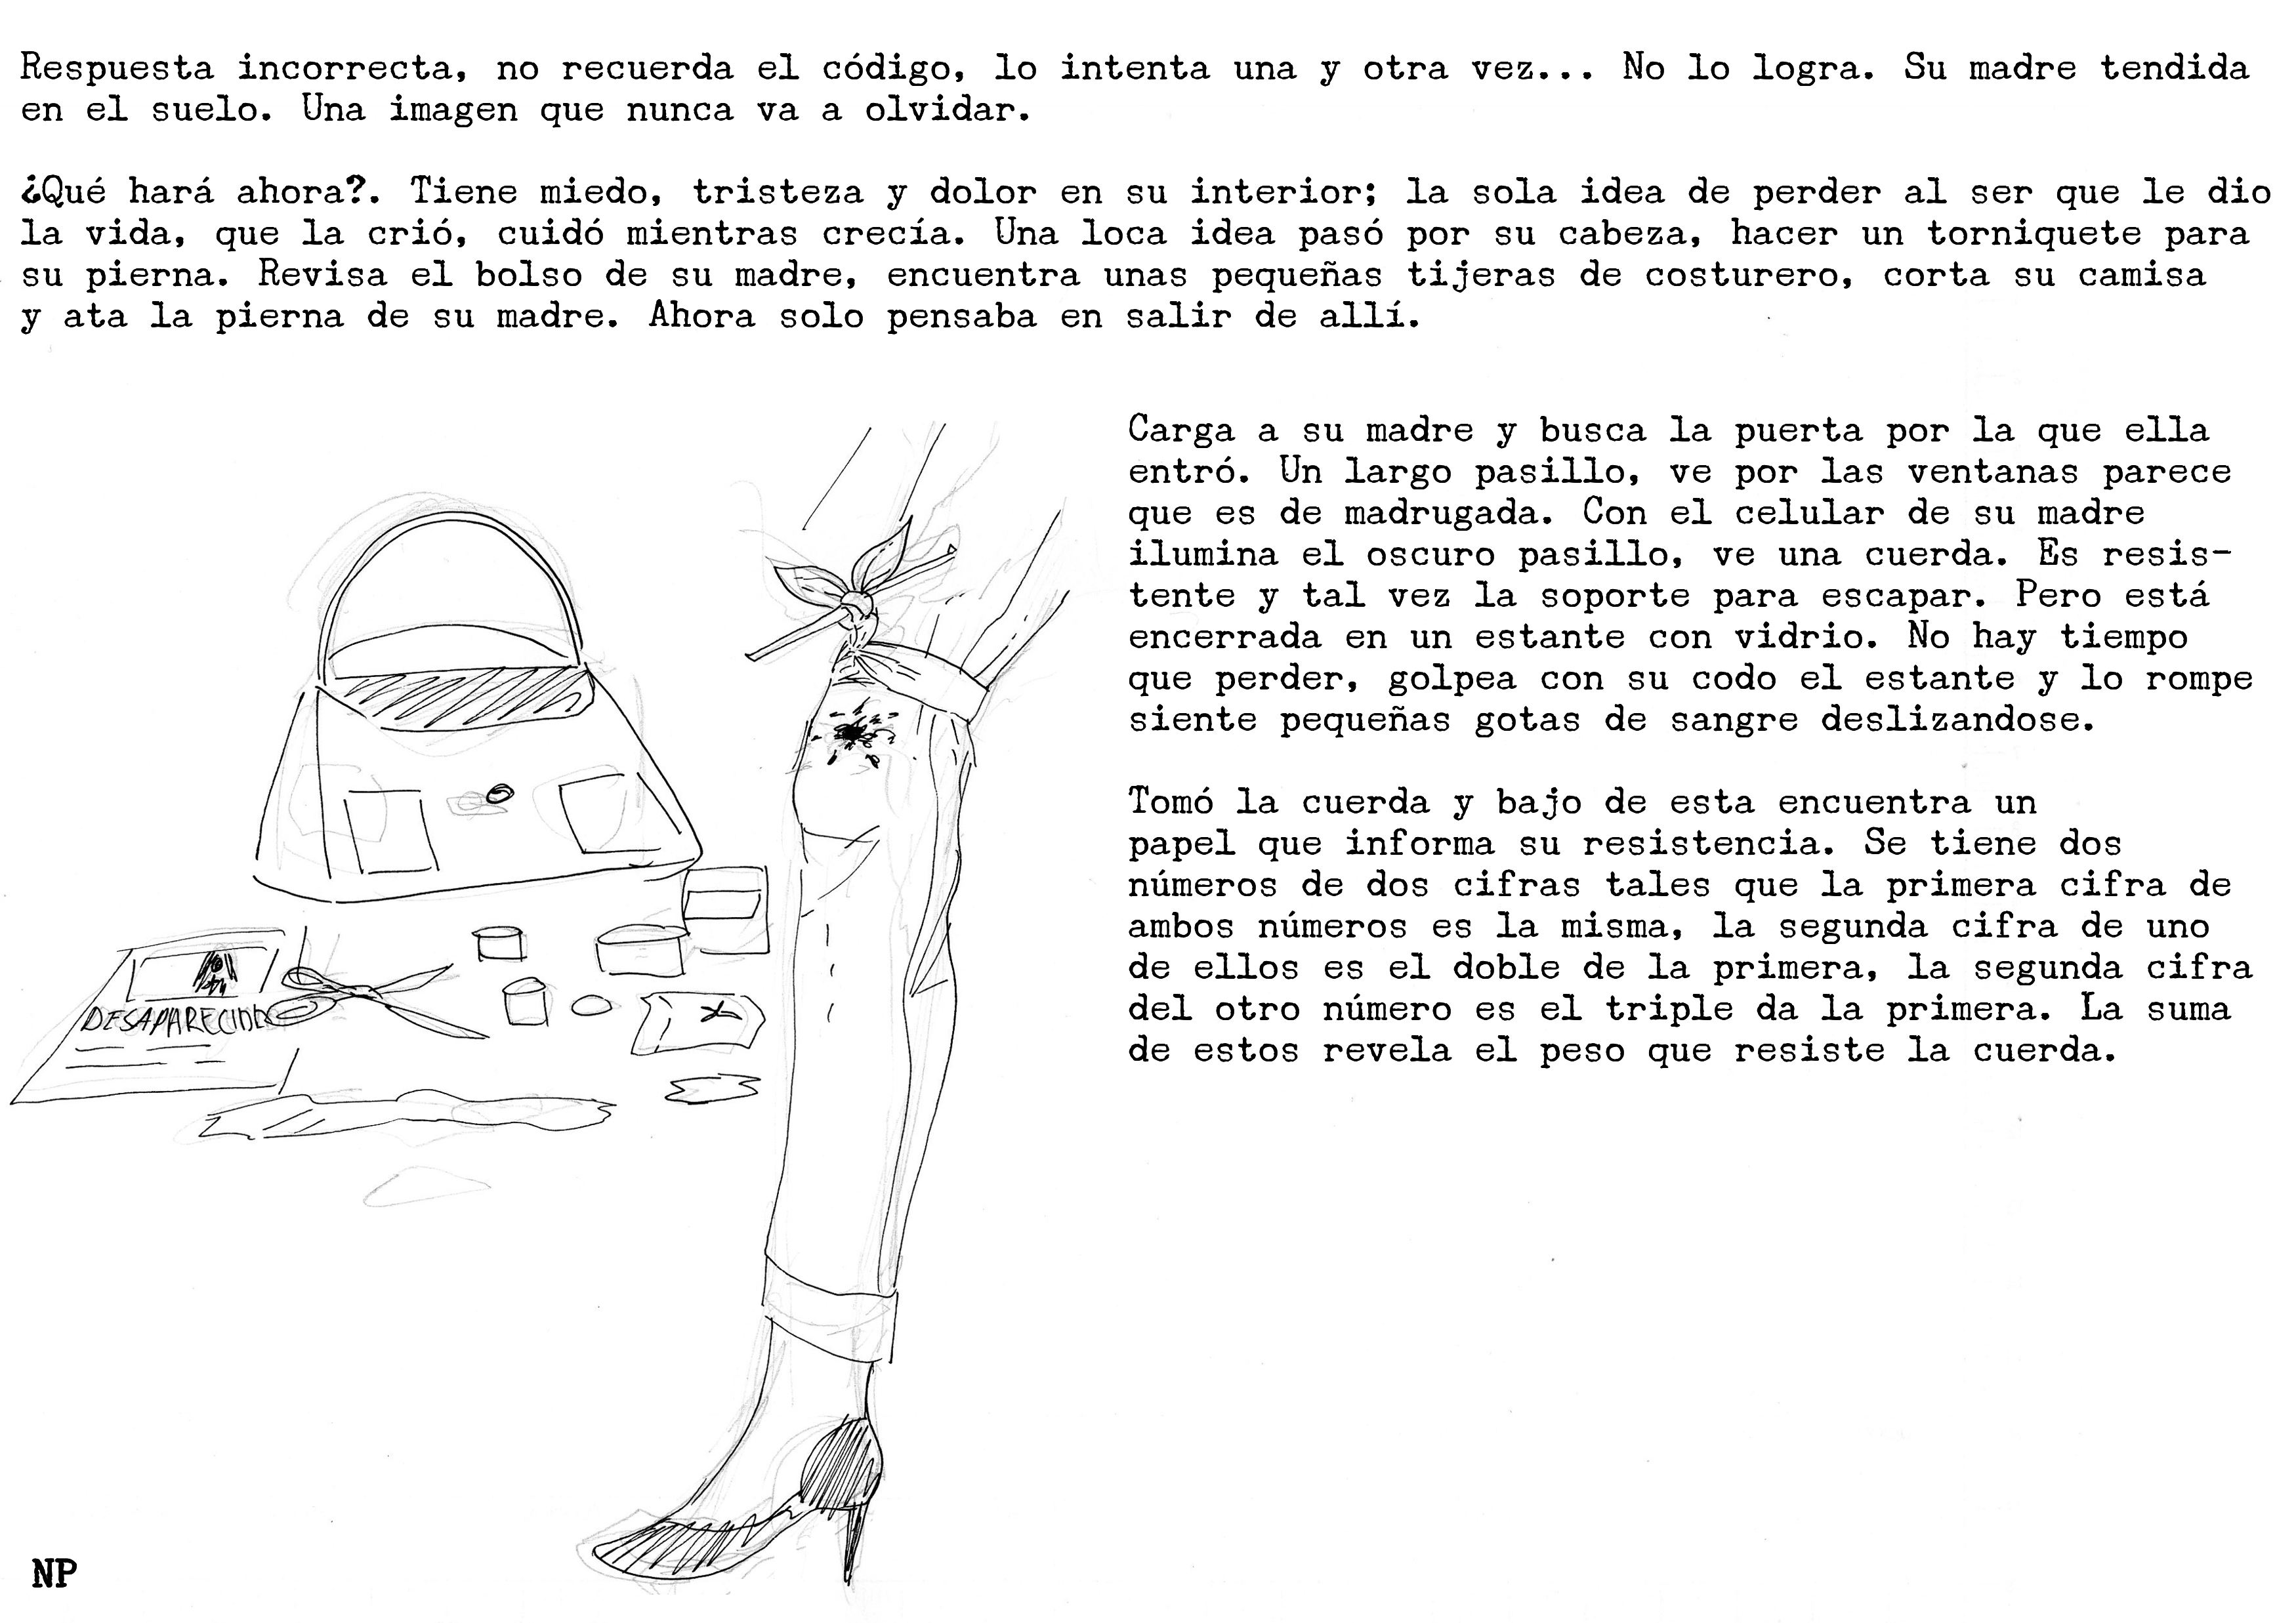 Respuesta incorrecta, no recuerda el código, lo intenta una y otra vez... No lo logra. Su madre tendida
en el suelo. Una imagen que nunca va a olvidar.
¿Qué hará ahora?. Tiene miedo, tristeza y dolor en su interior; la sola idea de perder al ser que le dio
la vida, que la crió, cuidó mientras crecía. Una loca idea pasó por su cabeza, hacer un torniquete para
su pierna. Revisa el bolso de su madre, encuentra unas pequeñas tijeras de costurero, corta su camisa
y ata la pierna de su madre. Ahora solo pensaba en salir de allí.
Carga a su madre y busca la puerta por la que ella
entró. Un largo pasillo, ve por las ventanas parece
que es de madrugada. Con el celular de su madre
ilumina el oscuro pasillo, ve una cuerda. Es resis-
tente y tal vez la soporte para escapar. Pero está
encerrada en un estante con vidrio. No hay tiempo
que perder, golpea con su codo el estante y lo rompe
siente pequeñas gotas de sangre deslizandose.
Tomó la cuerda y bajo de esta encuentra un
papel que informa su resistencia. Se tiene dos
números de dos cifras tales que la primera cifra de
ambos números es la misma, la segunda cifra de uno
de ellos es el doble de la primera, la segunda cifra
del otro número es el triple da la primera. La suma
de estos revela el peso que resiste la cuerda.
DESAPARECIDO
NP